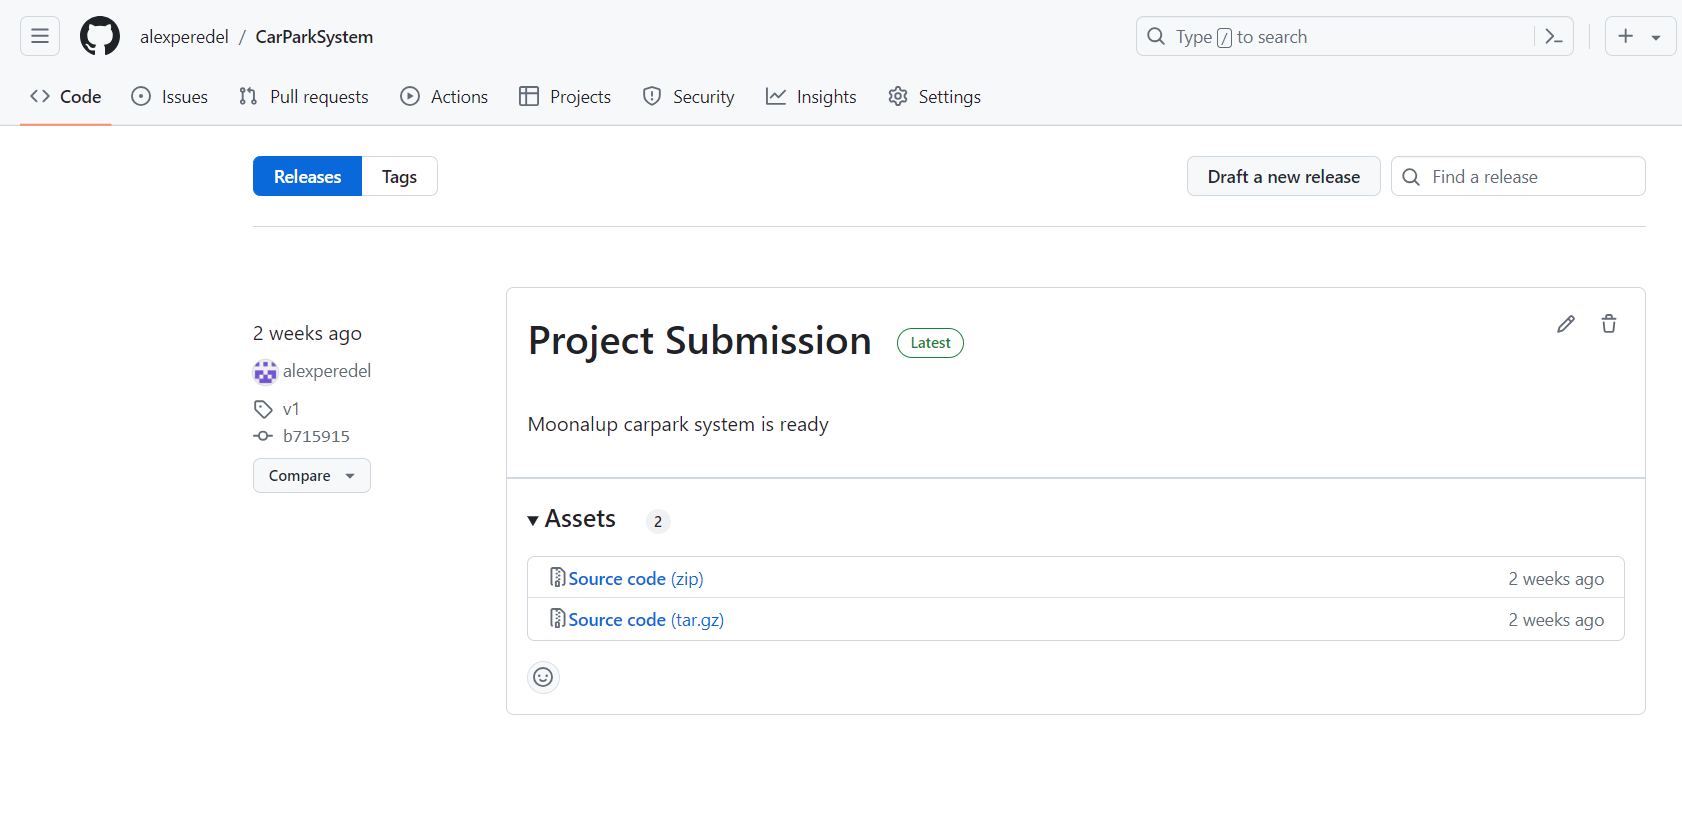 alexperedel / CarParkSystem
Type / to search
Code Issues Pull requests Actions Projects Security Insights Settings
Releases Tags
Draft a new release
Find a release
2 weeks ago
alexperedel
v1
b715915
Compare
Project Submission Latest
Moonalup carpark system is ready
Assets 2
Source code (zip) 2 weeks ago
Source code (tar.gz) 2 weeks ago